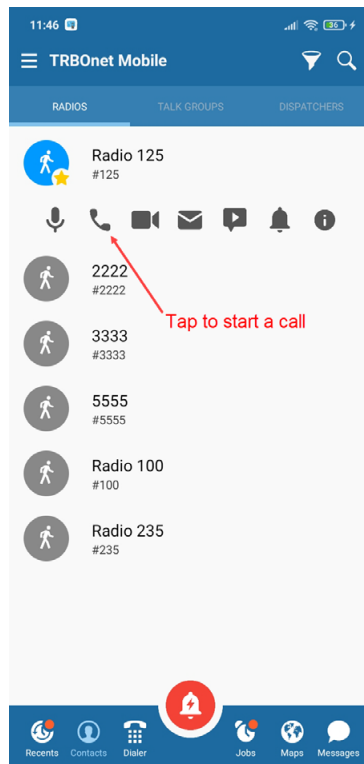 11:46
36
TRBOnet Mobile
RADIOS
TALK GROUPS
DISPATCHERS
Radio 125
#125
2222
#2222
Tap to start a call
3333
#3333
5555
#5555
Radio 100
#100
Radio 235
#235
Recents
Contacts
Dialer
Jobs
Maps
Messages